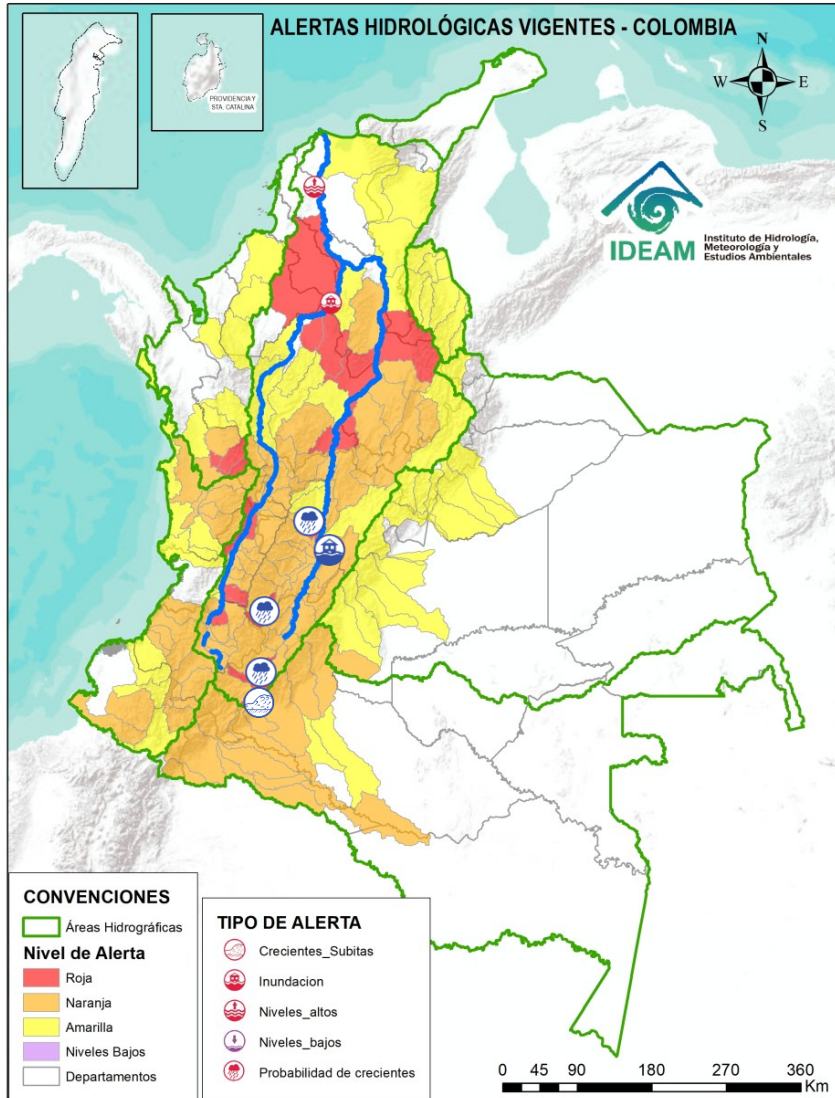 ALERTAS HIDROLÓGICAS VIGENTES - COLOMBIA
PROVIDENCIA Y
STA. CATALINA
N
W
E
S
IDEAM
Instituto de Hidrología,
Meteorología y
Estudios Ambientales
CONVENCIONES
Áreas Hidrográficas
Nivel de Alerta
Roja
Naranja
Amarilla
Niveles Bajos
Departamentos
TIPO DE ALERTA
Crecientes_Subitas
Inundacion
Niveles_altos
Niveles_bajos
Probabilidad de crecientes
0 45 90 180 270 360
Km